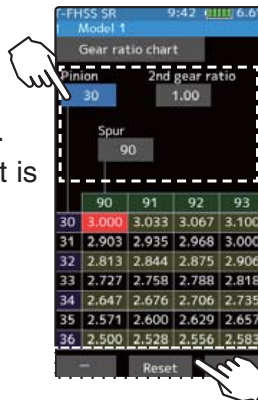 T-FHSS SR 9:42 6.6
Model 1
Gear ratio chart
Pinion 2nd gear ratio
30 1.00
.
Spur
t is
90
90 91 92 93
30 3.000 3.033 3.067 3.100
31 2.903 2.935 2.968 3.000
32 2.813 2.844 2.875 2.906
33 2.727 2.758 2.788 2.818
34 2.647 2.676 2.706 2.735
35 2.571 2.600 2.629 2.657
36 2.500 2.528 2.556 2.583
− Reset